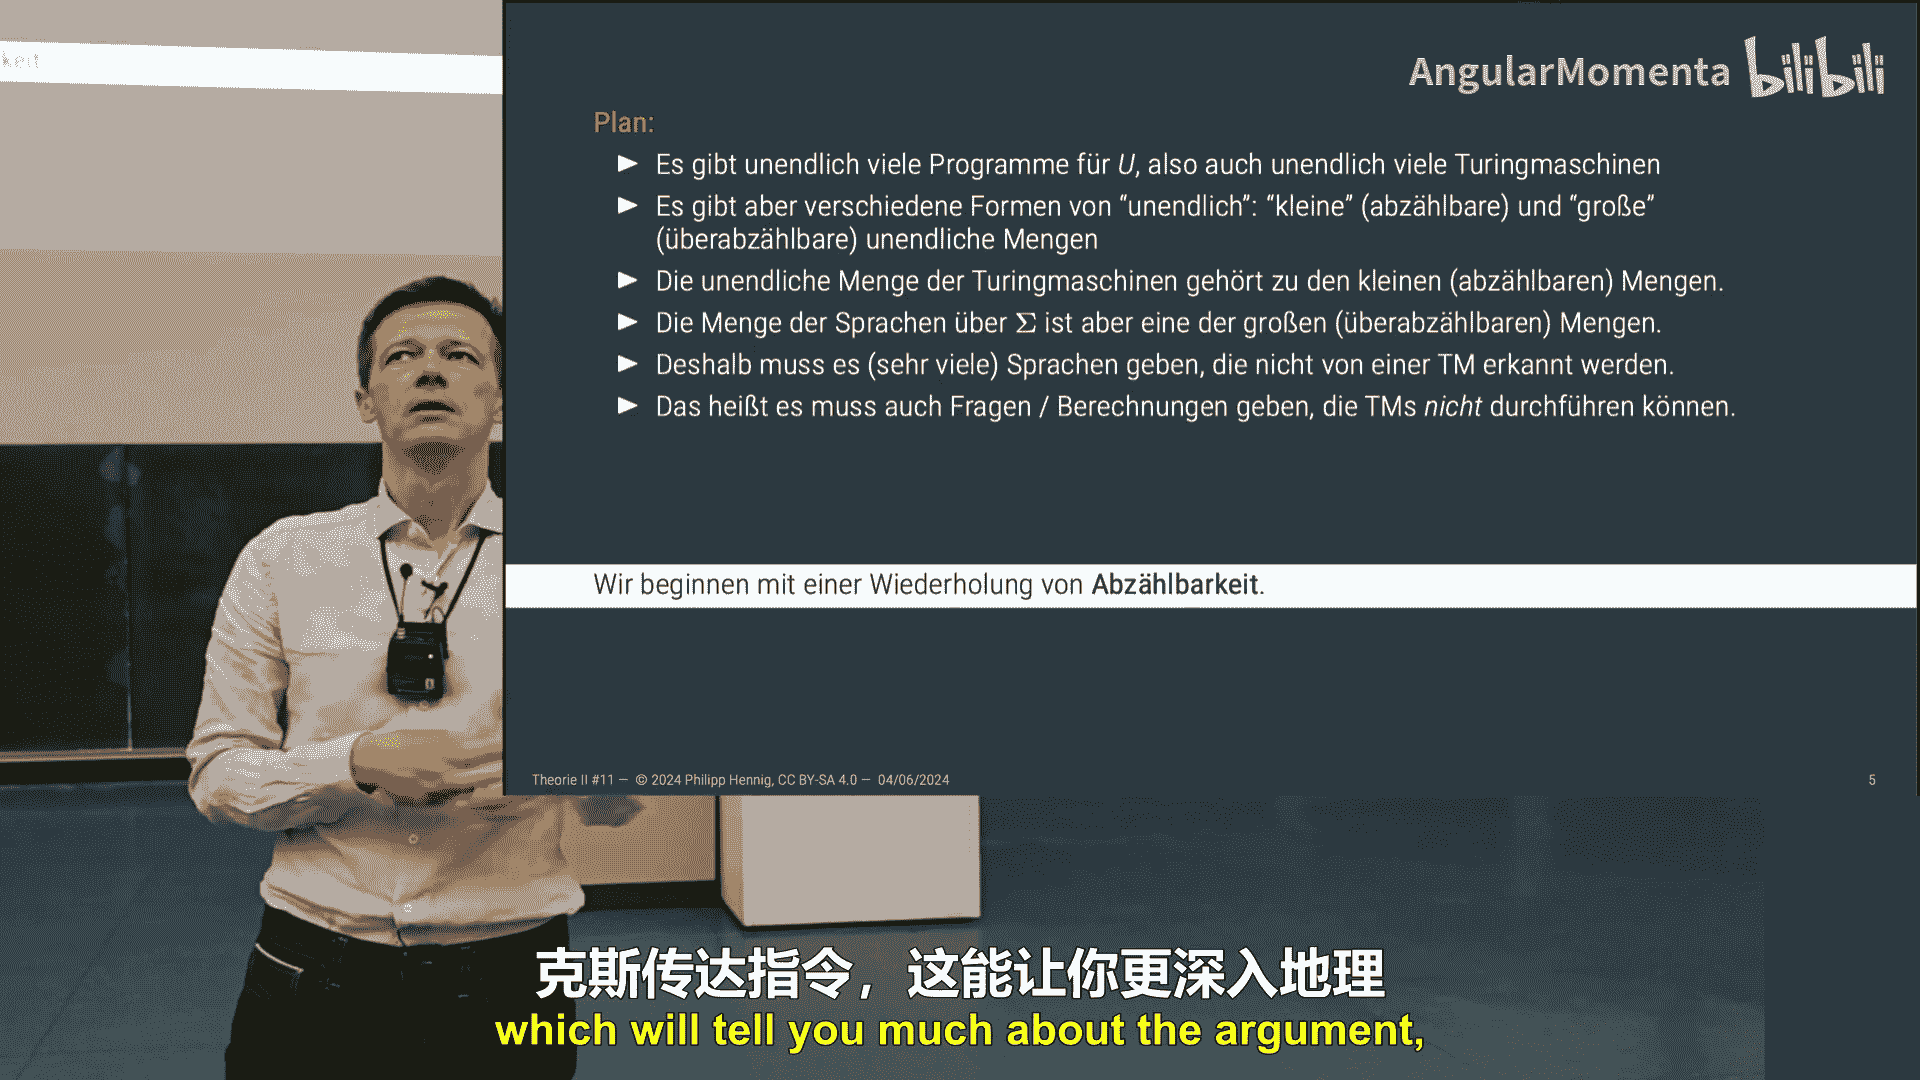 keit
AngularMomenta bilibili
Plan:
► Es gibt unendlich viele Programme für U, also auch unendlich viele Turingmaschinen
► Es gibt aber verschiedene Formen von “unendlich”: “kleine” (abzählbare) und “große”
(überabzählbare) unendliche Mengen
► Die unendliche Menge der Turingmaschinen gehört zu den kleinen (abzählbaren) Mengen.
► Die Menge der Sprachen über Σ ist aber eine der großen (überabzählbaren) Mengen.
► Deshalb muss es (sehr viele) Sprachen geben, die nicht von einer TM erkannt werden.
► Das heißt es muss auch Fragen / Berechnungen geben, die TMs nicht durchführen können.
Wir beginnen mit einer Wiederholung von Abzählbarkeit.
Theorie II #11 — © 2024 Philipp Hennig, CC BY-SA 4.0 — 04/06/2024
5
克斯传达指令，这能让你更深入地理
which will tell you much about the argument,